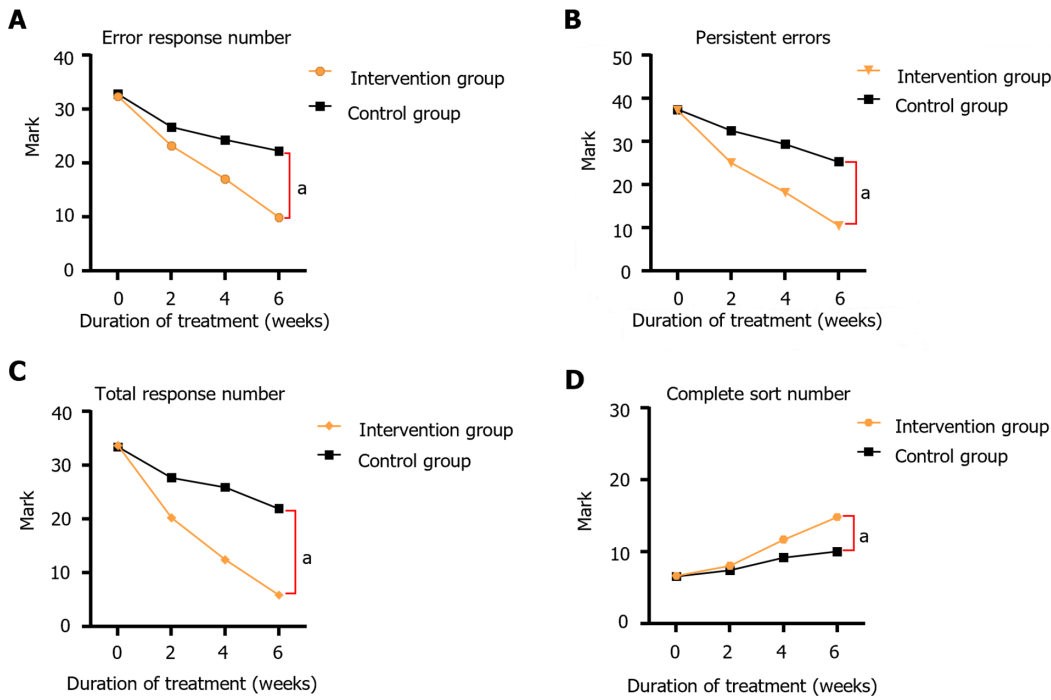 A
Error response number
40
30
20
10
0
Mark
Intervention group
Control group
a
0 2 4 6
Duration of treatment (weeks)
B
Persistent errors
50
40
30
20
10
0
Mark
Intervention group
Control group
a
0 2 4 6
Duration of treatment (weeks)
C
Total response number
40
30
20
10
0
Mark
Intervention group
Control group
a
0 2 4 6
Duration of treatment (weeks)
D
Complete sort number
30
20
10
0
Mark
Intervention group
Control group
a
0 2 4 6
Duration of treatment (weeks)